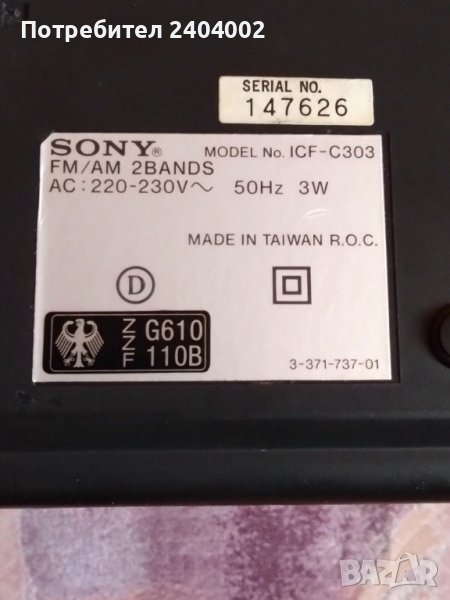 Потребител 2404002
SERIAL NO.
147626
SONY® MODEL No. ICF-C303
FM/AM 2BANDS
AC: 220-230V～ 50Hz 3W
MADE IN TAIWAN R.O.C.
D
ZZF G610
110B
3-371-737-01
BAZAR